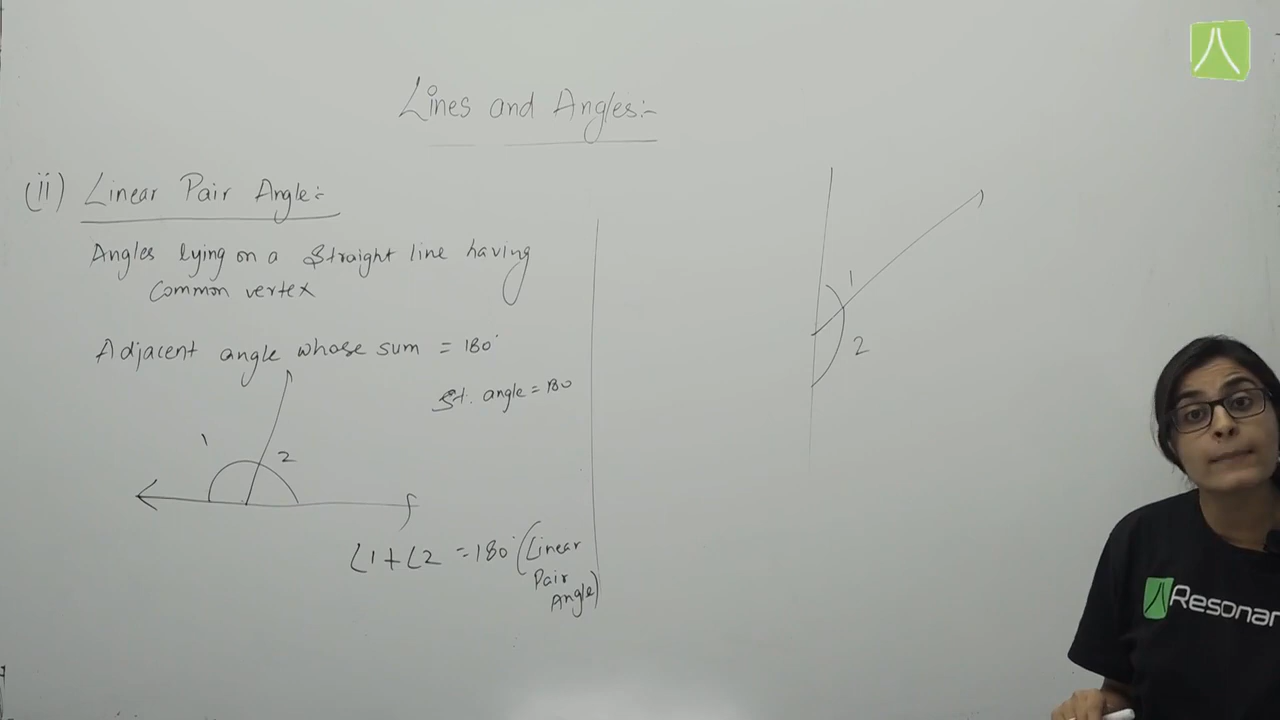 Lines and Angles:-
(ii) Linear Pair Angle:-
Angles lying on a straight line having
Common vertex
Adjacent angle whose sum = 180°
St. angle = 180
1
2
∠1+∠2 = 180° (Linear
Pair
Angle)
1
2
Resonan